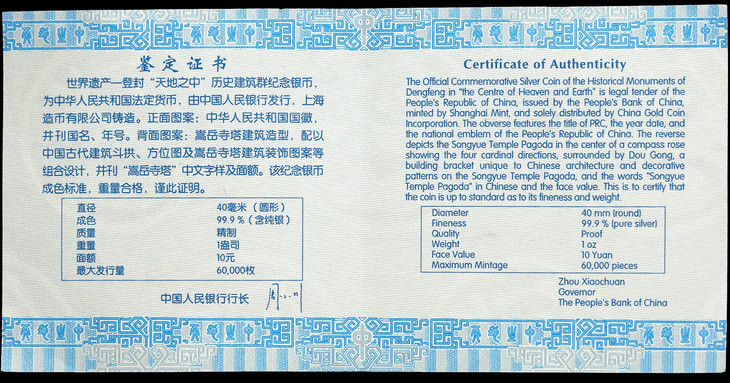 鉴定证书
世界遗产—登封“天地之中”历史建筑群纪念银币，
为中华人民共和国法定货币，由中国人民银行发行，上海
造币有限公司铸造。正面图案：中华人民共和国国徽，
并刊国名、年号。背面图案：嵩岳寺塔建筑造型，配以
中国古代建筑斗拱、方位图及嵩岳寺塔建筑装饰图案等
组合设计，并刊“嵩岳寺塔”中文字样及面额。该纪念银币
成色标准，重量合格，谨此证明。
直径 40毫米（圆形）
成色 99.9％（含纯银）
质量 精制
重量 1盎司
面额 10元
最大发行量 60,000枚
中国人民银行行长
Certificate of Authenticity
The Official Commemorative Silver Coin of the Historical Monuments of
Dengfeng in "the Centre of Heaven and Earth" is legal tender of the
People's Republic of China, issued by the People's Bank of China,
minted by Shanghai Mint, and solely distributed by China Gold Coin
Incorporation. The obverse features the title of PRC, the year date, and
the national emblem of the People's Republic of China. The reverse
depicts the Songyue Temple Pagoda in the center of a compass rose
showing the four cardinal directions, surrounded by Dou Gong, a
building bracket unique to Chinese architecture and decorative
patterns on the Songyue Temple Pagoda, and the words "Songyue
Temple Pagoda" in Chinese and the face value. This is to certify that
the coin is up to standard as to its fineness and weight.
Diameter 40 mm (round)
Fineness 99.9 % (pure silver)
Quality Proof
Weight 1 oz
Face Value 10 Yuan
Maximum Mintage 60,000 pieces
Zhou Xiaochuan
Governor
The People's Bank of China